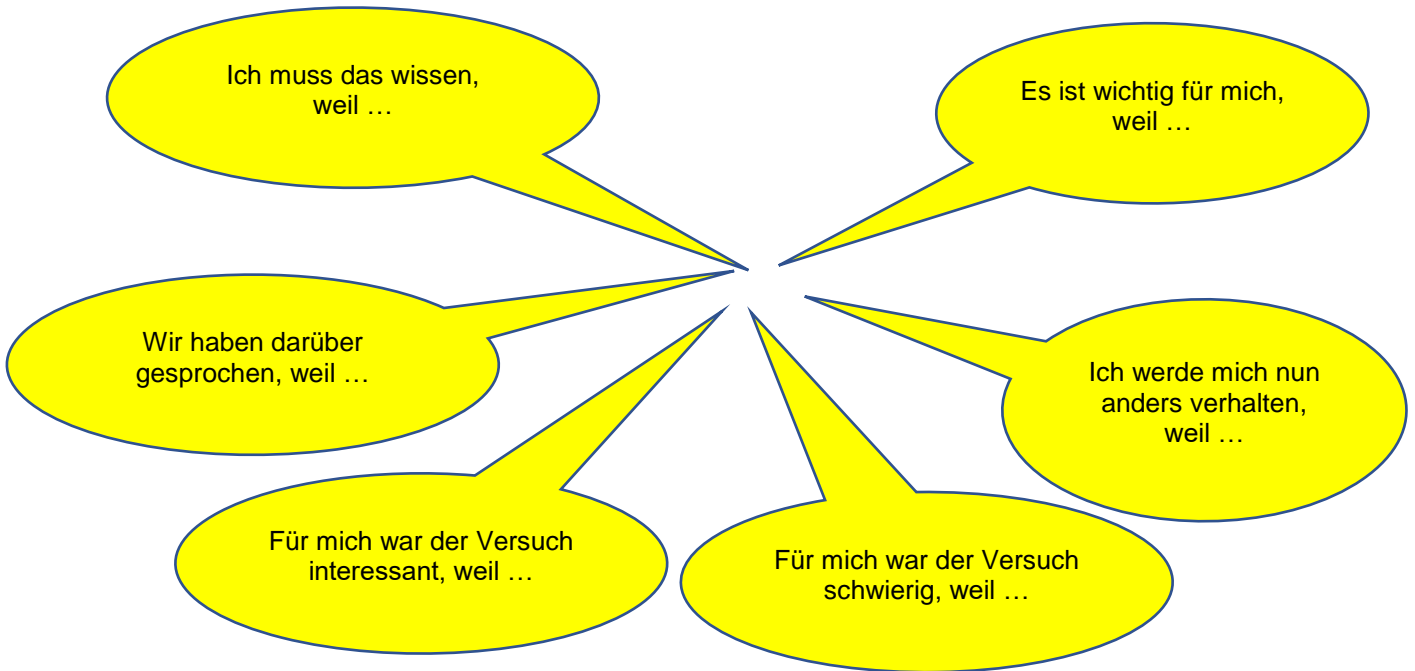 Ich muss das wissen,
weil …
Es ist wichtig für mich,
weil …
Wir haben darüber
gesprochen, weil …
Ich werde mich nun
anders verhalten,
weil …
Für mich war der Versuch
interessant, weil …
Für mich war der Versuch
schwierig, weil …